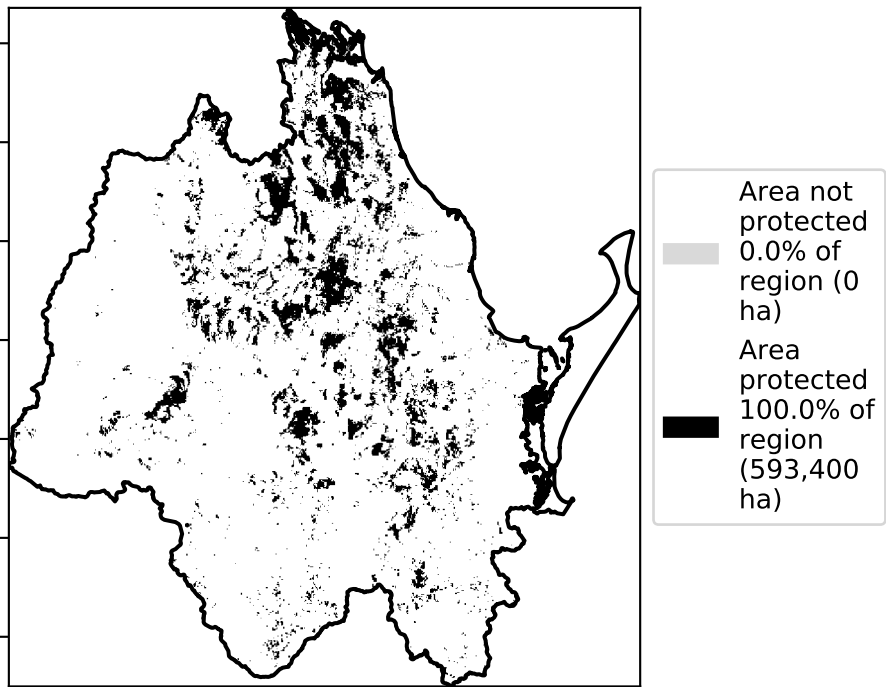 Area not
protected
0.0% of
region (0
ha)
Area
protected
100.0% of
region
(593,400
ha)